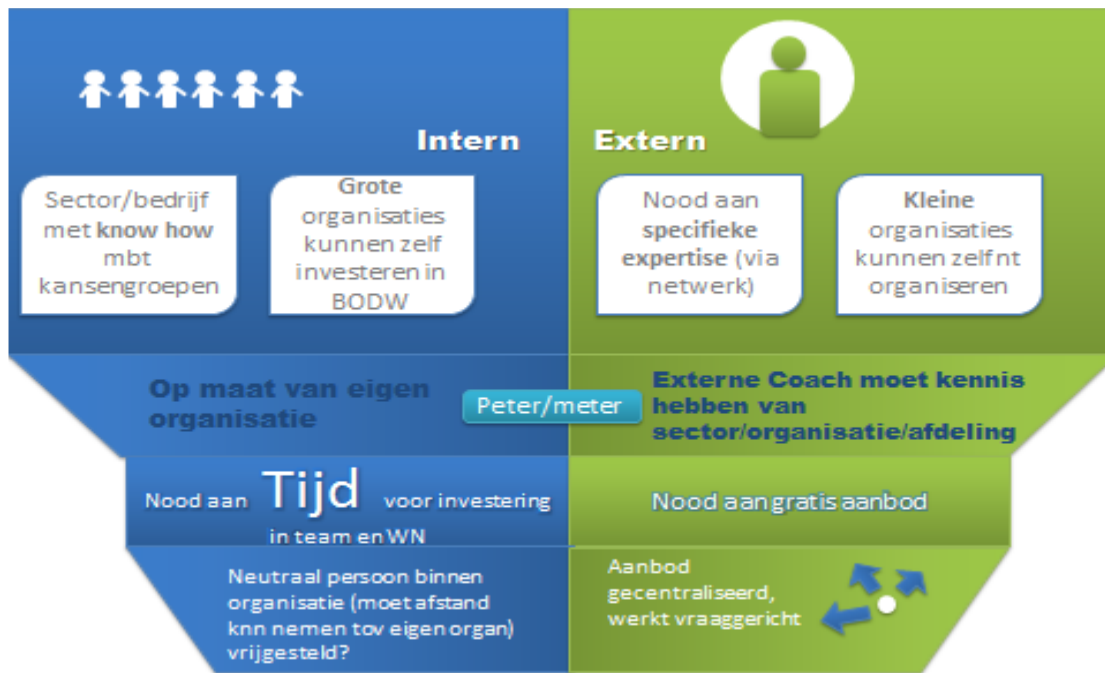 Intern
Extern
Sector/bedrijf
met know how
mbt
kansengroepen
Grote
organisaties
kunnen zelf
investeren in
BODW
Nood aan
specifieke
expertise (via
netwerk)
Kleine
organisaties
kunnen zelf nt
organiseren
Op maat van eigen
organisatie
Peter/meter
Externe Coach moet kennis
hebben van
sector/organisatie/afdeling
Nood aan Tijd voor investering
in team en WN
Nood aan gratis aanbod
Neutraal persoon binnen
organisatie (moet afstand
knn nemen tov eigen organ)
vrijgesteld?
Aanbod
gecentraliseerd,
werkt vraaggericht